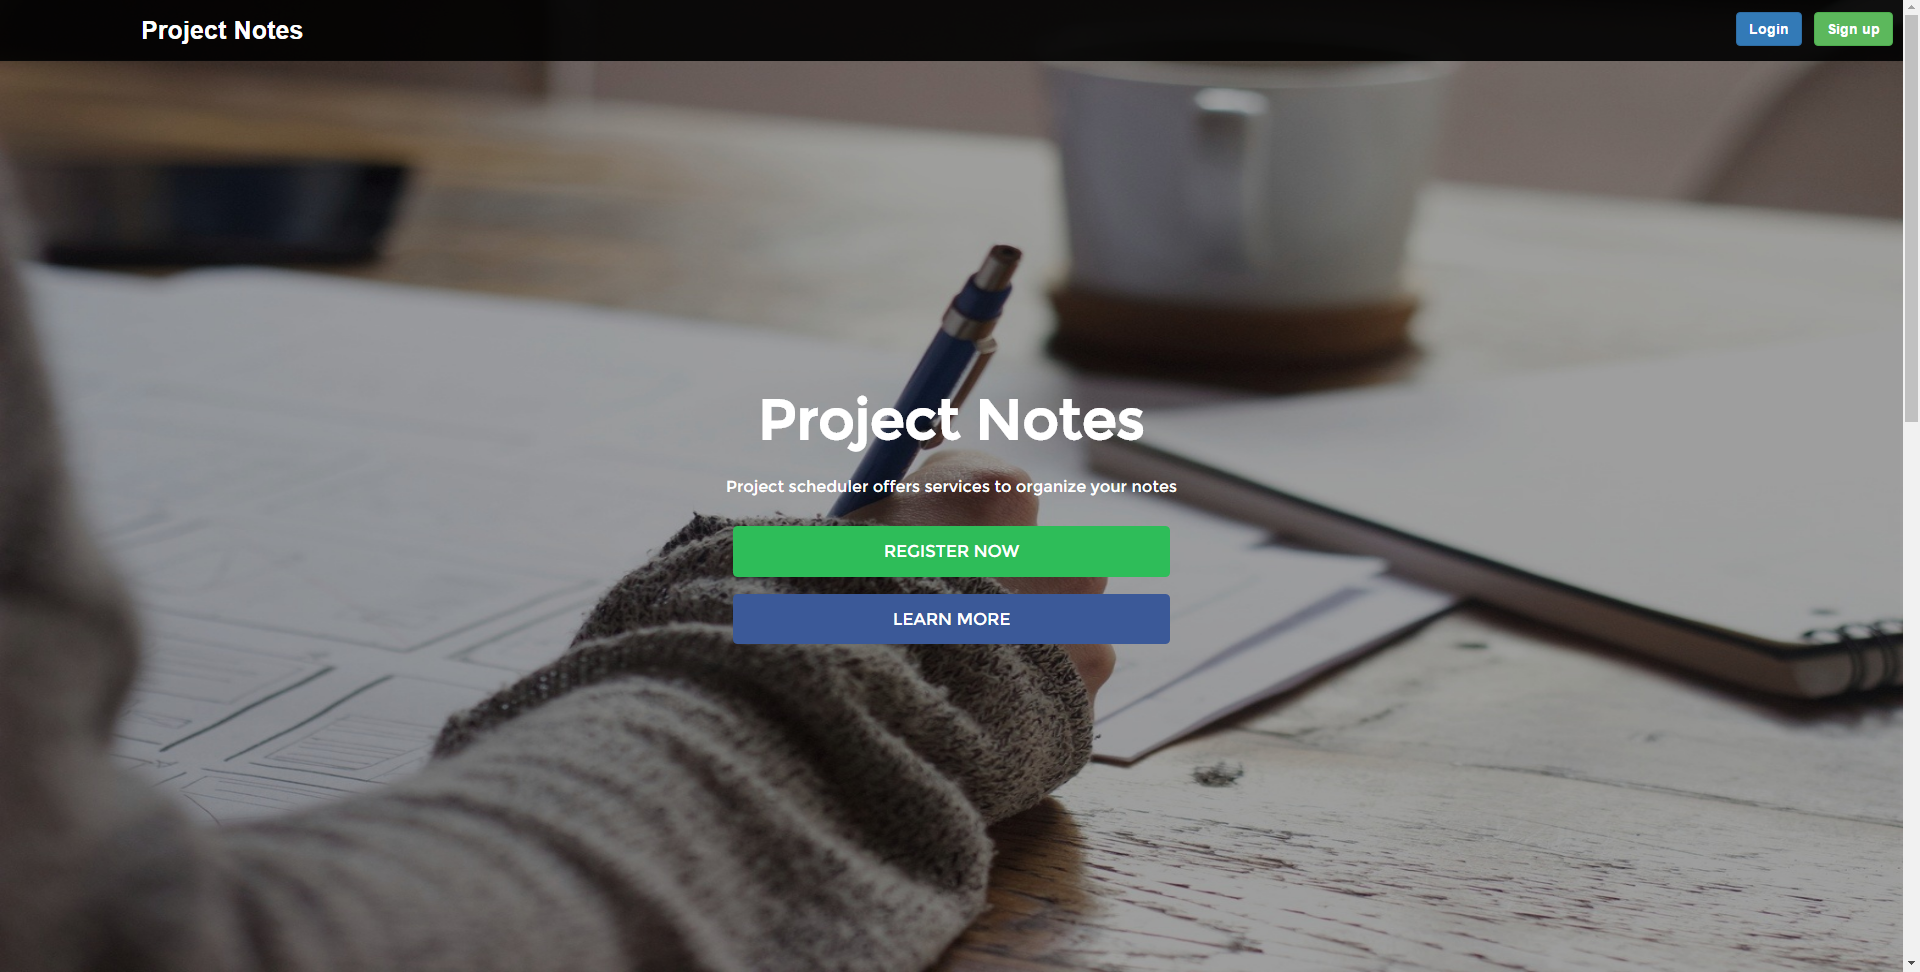 Project Notes
Login
Sign up
Project Notes
Project scheduler offers services to organize your notes
REGISTER NOW
LEARN MORE